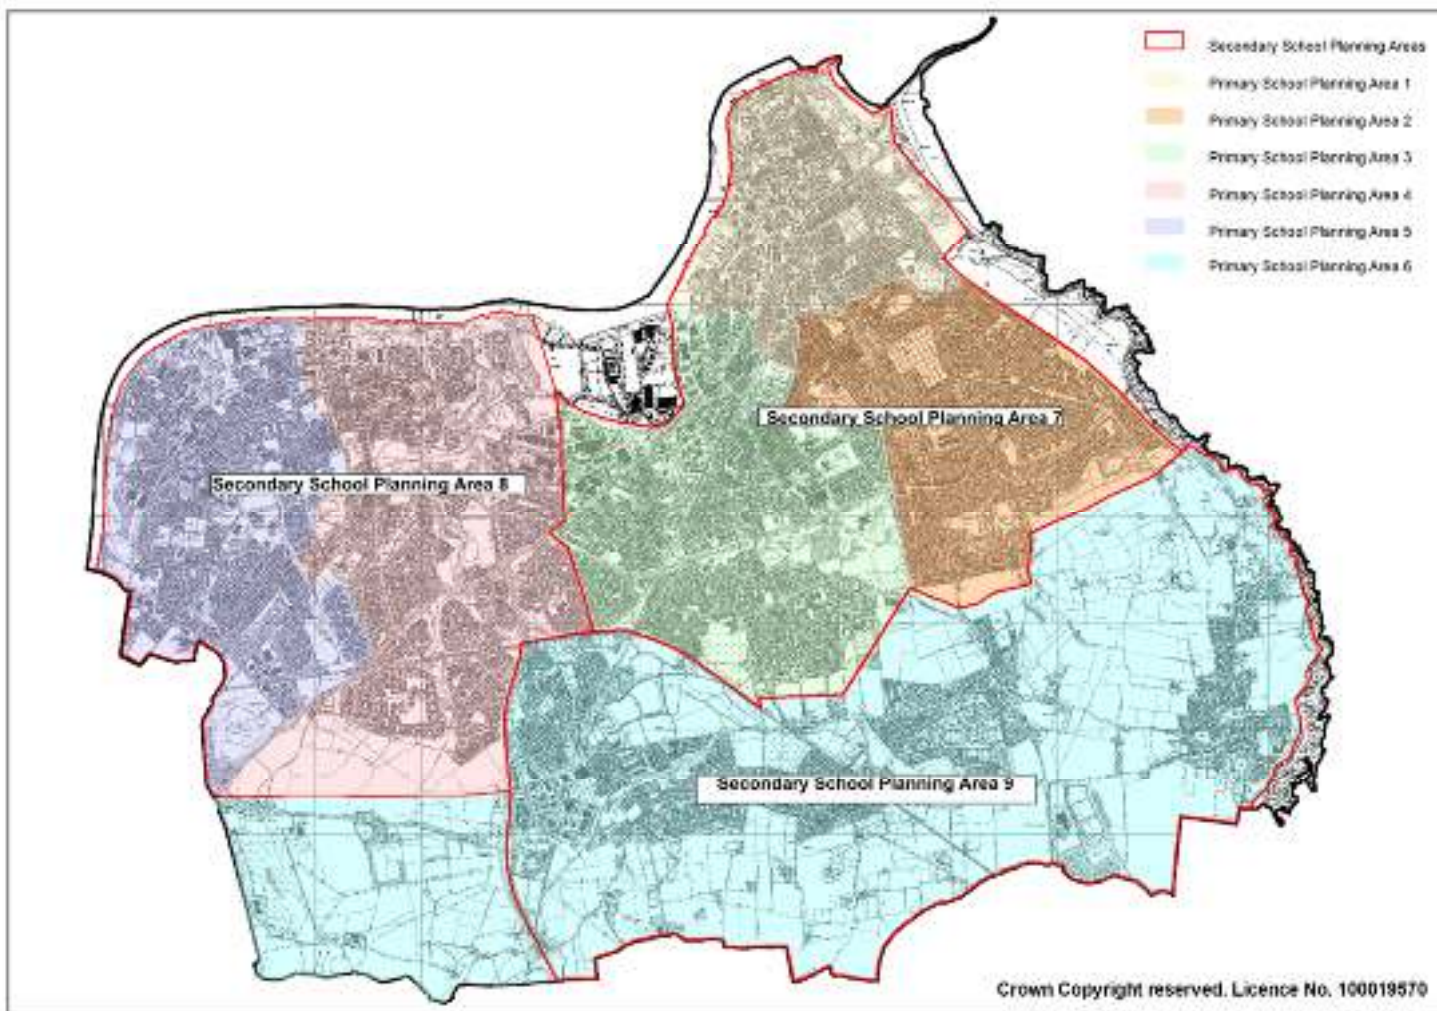 Secondary School Planning Areas
Primary School Planning Area 1
Primary School Planning Area 2
Primary School Planning Area 3
Primary School Planning Area 4
Primary School Planning Area 5
Primary School Planning Area 6
Secondary School Planning Area 7
Secondary School Planning Area 8
Secondary School Planning Area 9
Crown Copyright reserved. Licence No. 100019570